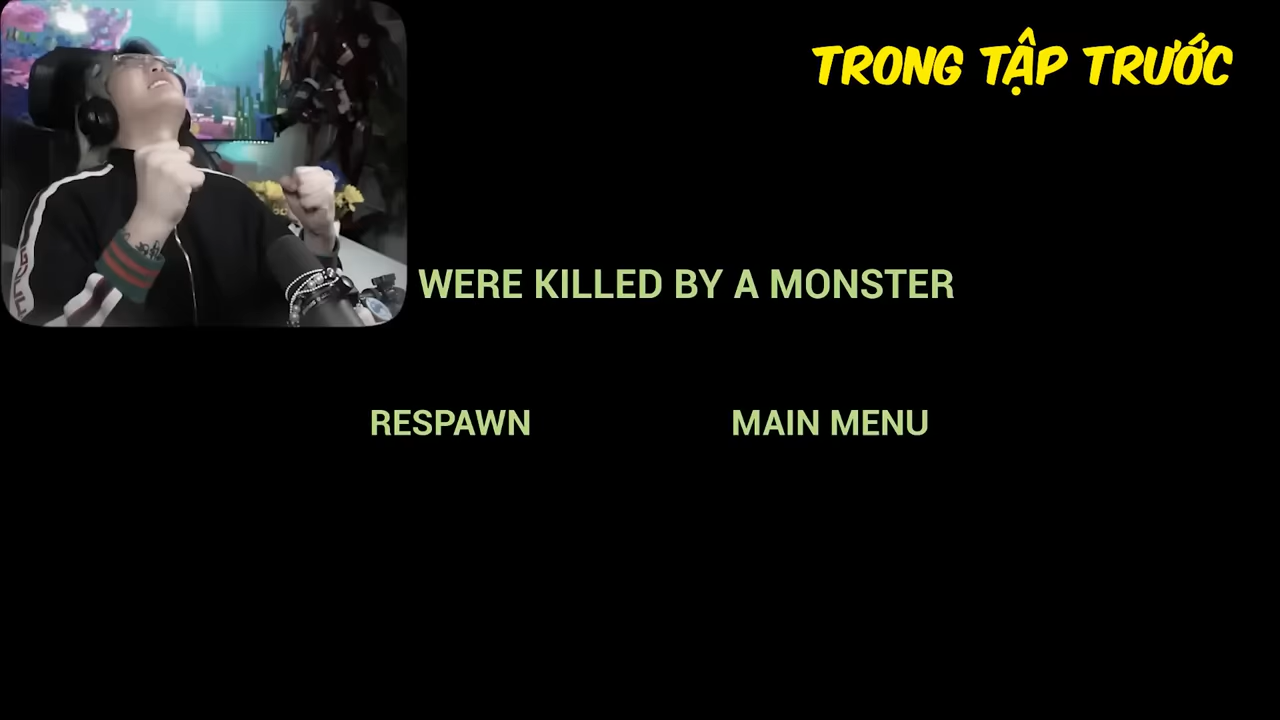 TRONG TẬP TRƯỚC
WERE KILLED BY A MONSTER
RESPAWN
MAIN MENU